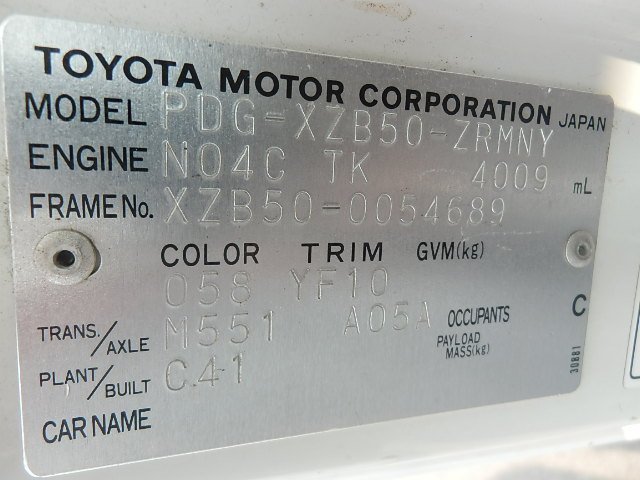 TOYOTA MOTOR CORPORATION JAPAN
MODEL PDG-XZB50-ZRMNY
ENGINE N04C TK 4009 mL
FRAME No. XZB50-0054689
COLOR TRIM GVM(kg)
058 YF10
TRANS./AXLE M551 A05A OCCUPANTS C
PAYLOAD MASS(kg)
PLANT/BUILT C41
CAR NAME
30881